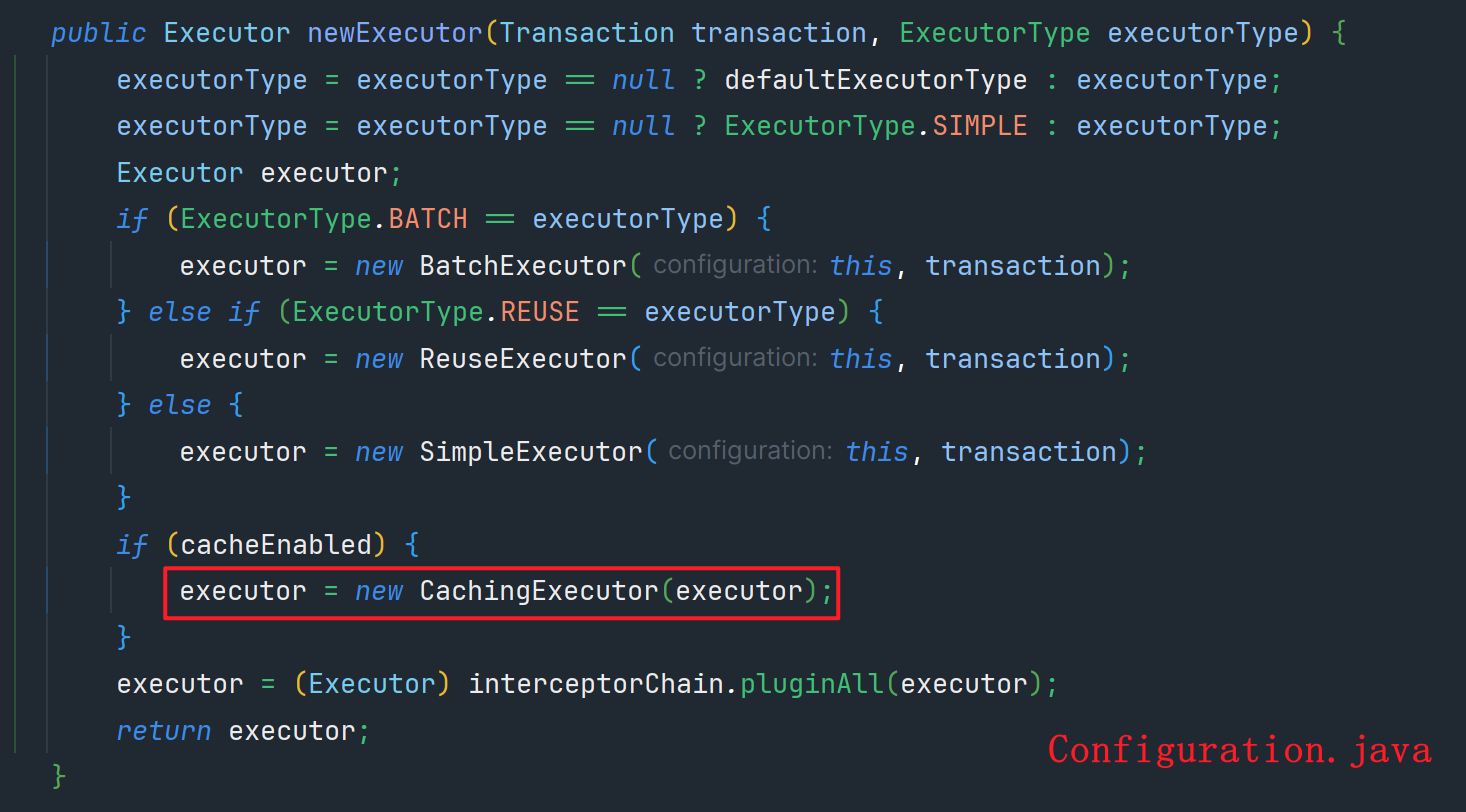 public Executor newExecutor(Transaction transaction, ExecutorType executorType) {
executorType = executorType == null ? defaultExecutorType : executorType;
executorType = executorType == null ? ExecutorType.SIMPLE : executorType;
Executor executor;
if (ExecutorType.BATCH == executorType) {
executor = new BatchExecutor( configuration: this, transaction);
} else if (ExecutorType.REUSE == executorType) {
executor = new ReuseExecutor( configuration: this, transaction);
} else {
executor = new SimpleExecutor( configuration: this, transaction);
}
if (cacheEnabled) {
executor = new CachingExecutor(executor);
}
executor = (Executor) interceptorChain.pluginAll(executor);
return executor;
Configuration.java
}